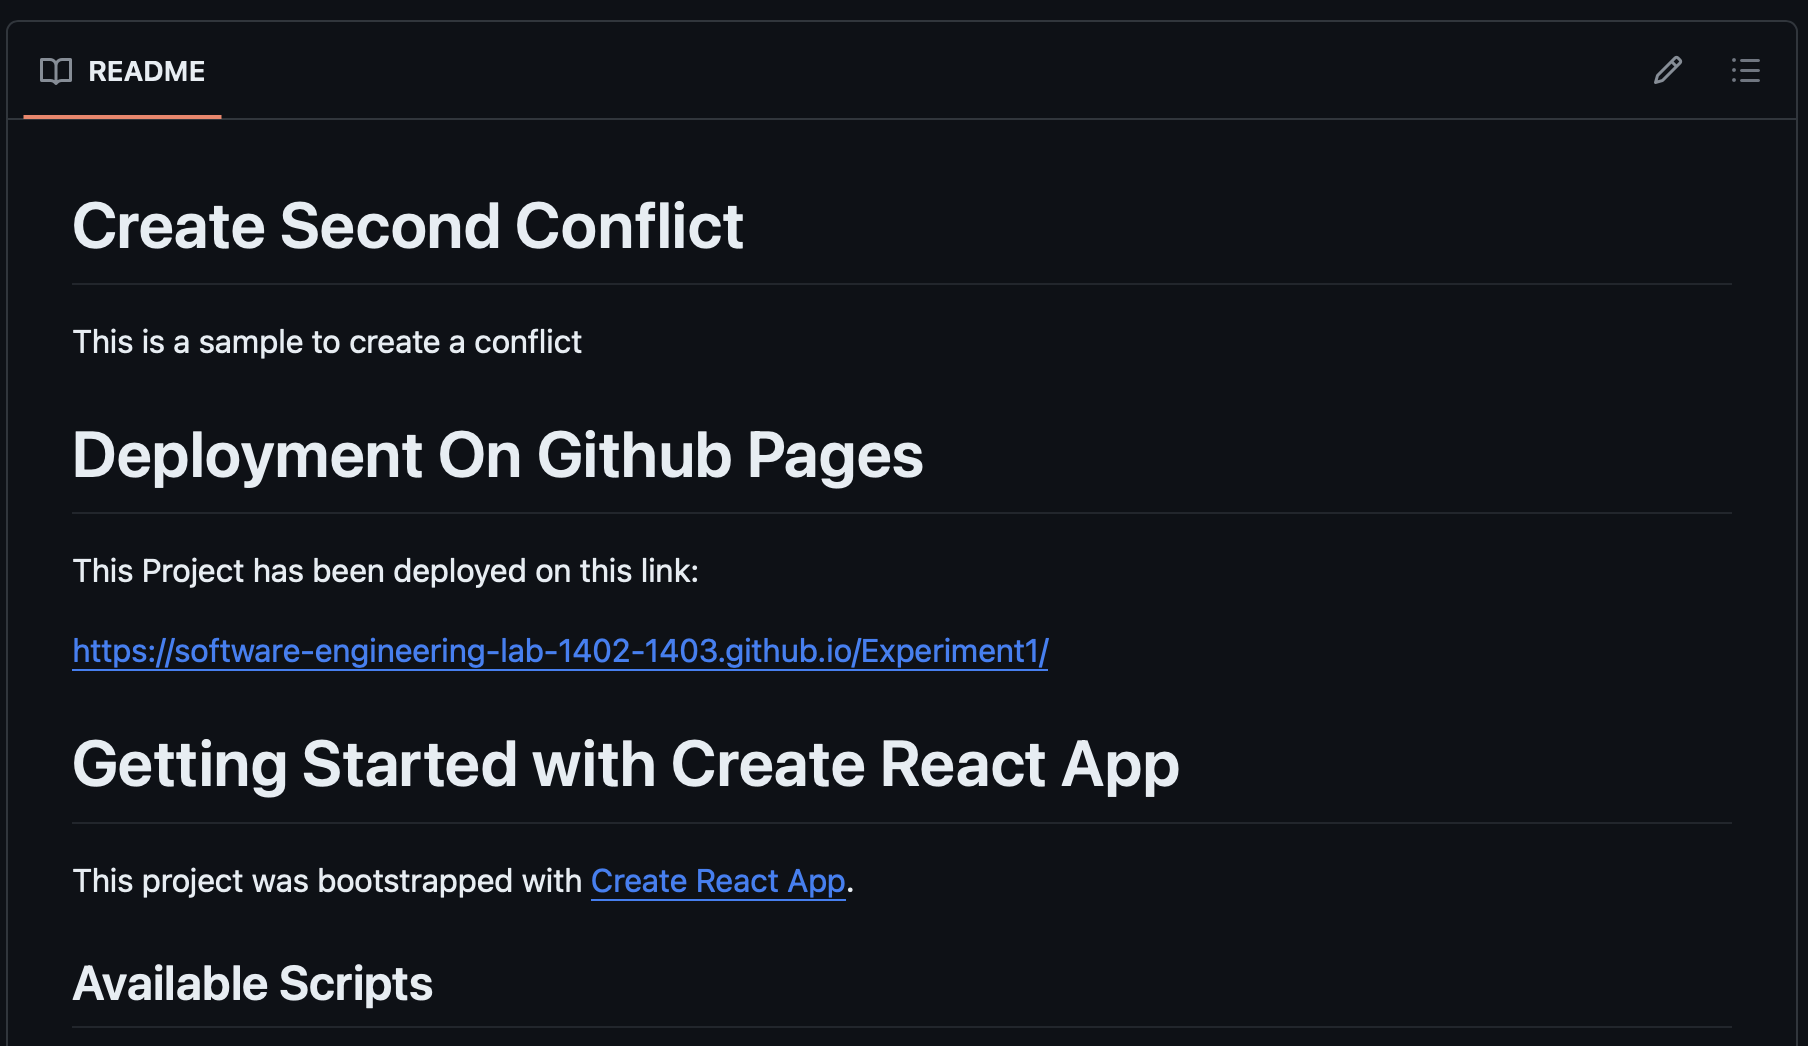 README
Create Second Conflict
This is a sample to create a conflict
Deployment On Github Pages
This Project has been deployed on this link:
https://software-engineering-lab-1402-1403.github.io/Experiment1/
Getting Started with Create React App
This project was bootstrapped with Create React App.
Available Scripts